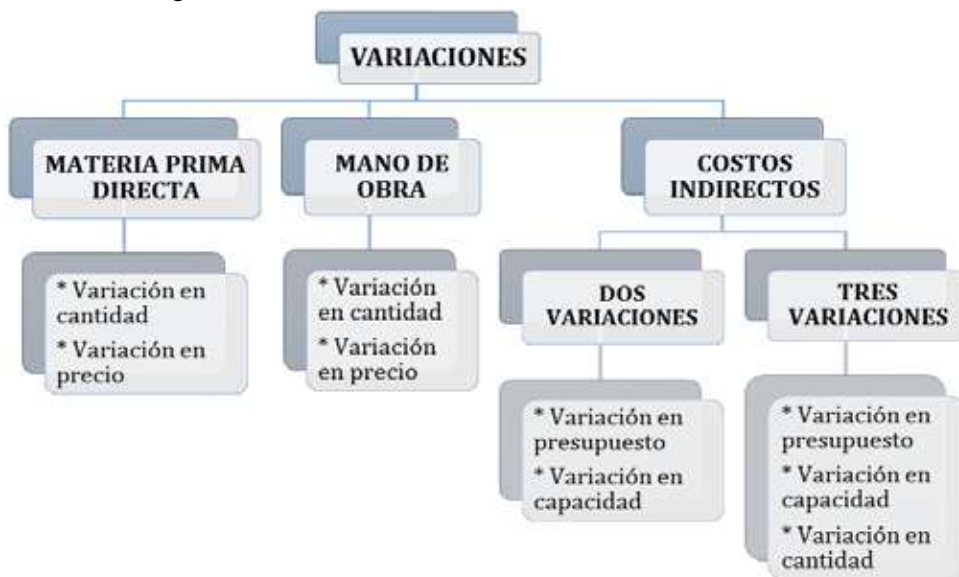 VARIACIONES
MATERIA PRIMA
DIRECTA
* Variación en
cantidad
* Variación en
precio
MANO DE
OBRA
* Variación
en cantidad
* Variación
en precio
COSTOS
INDIRECTOS
DOS
VARIACIONES
* Variación en
presupuesto
* Variación en
capacidad
TRES
VARIACIONES
* Variación en
presupuesto
* Variación en
capacidad
* Variación en
cantidad